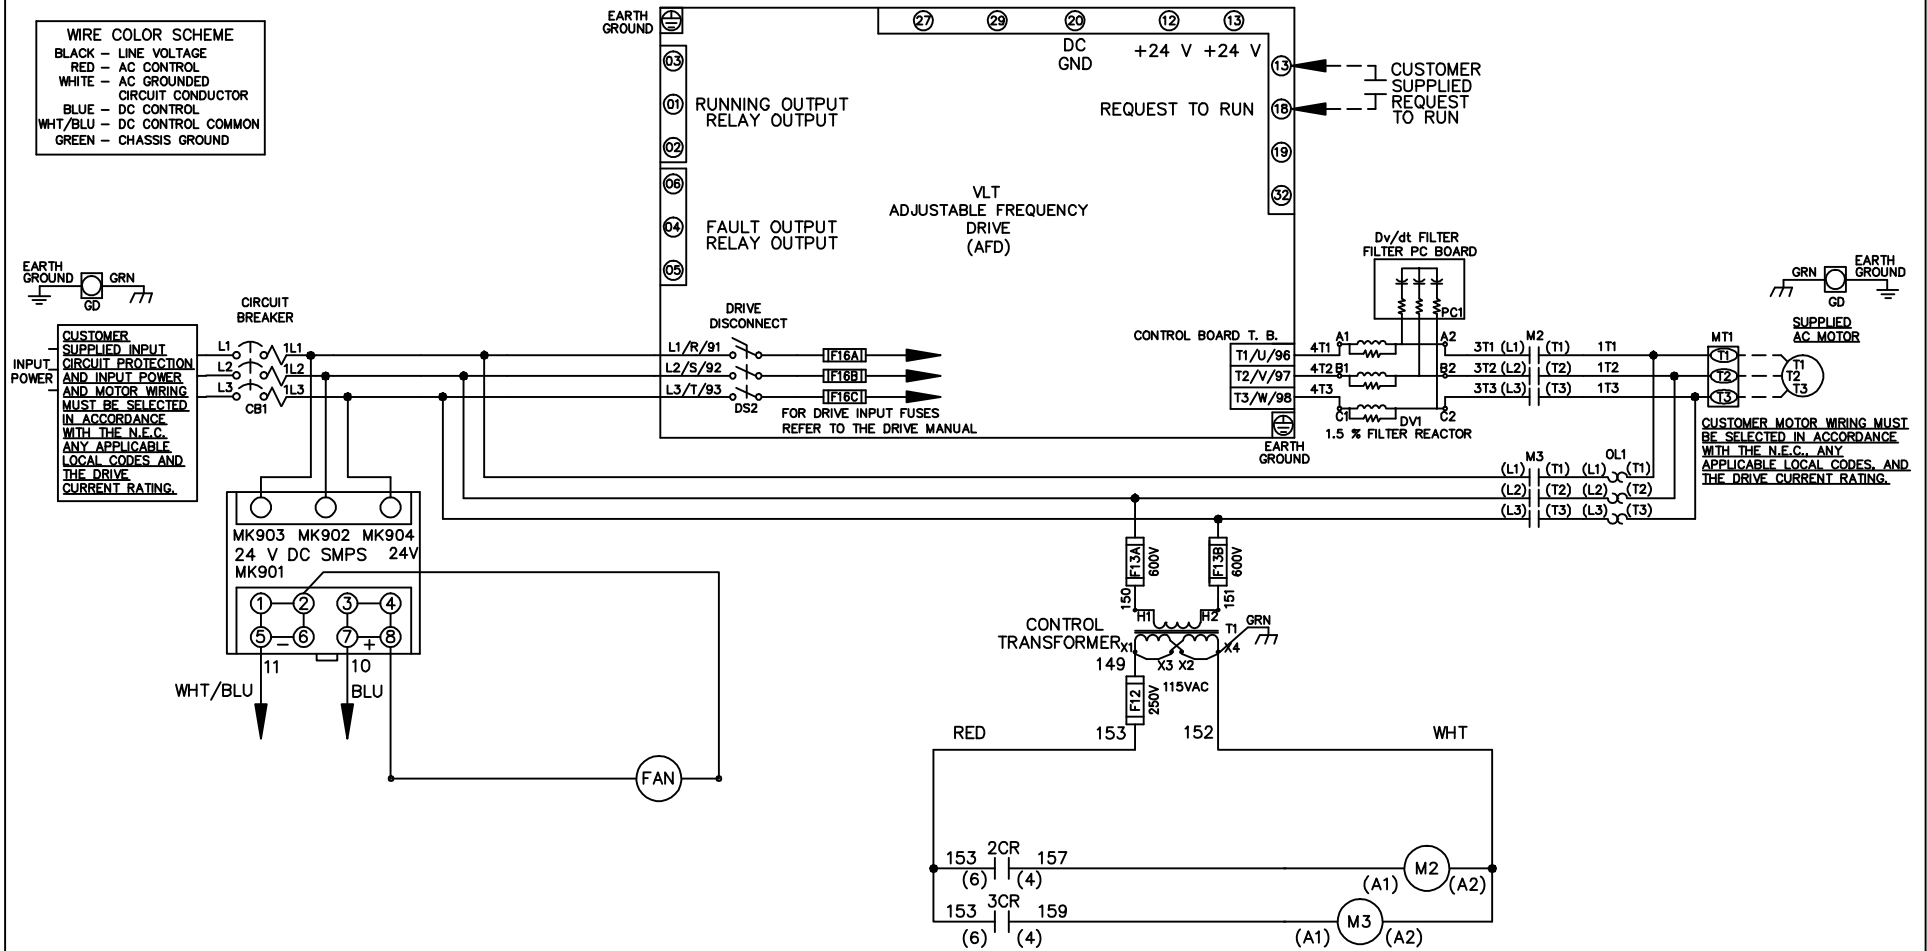 WIRE COLOR SCHEME
BLACK – LINE VOLTAGE
RED – AC CONTROL
WHITE – AC GROUNDED
CIRCUIT CONDUCTOR
BLUE – DC CONTROL
WHT/BLU – DC CONTROL COMMON
GREEN – CHASSIS GROUND
EARTH
GROUND
27 29 20 12 13
DC
GND
+24 V +24 V
03
01
02
RUNNING OUTPUT
RELAY OUTPUT
06
04
05
FAULT OUTPUT
RELAY OUTPUT
VLT
ADJUSTABLE FREQUENCY
DRIVE
(AFD)
REQUEST TO RUN
13
18
19
32
CUSTOMER
SUPPLIED
REQUEST
TO RUN
EARTH
GROUND
GRN
GD
INPUT
POWER
CUSTOMER
SUPPLIED INPUT
CIRCUIT PROTECTION
AND INPUT POWER
AND MOTOR WIRING
MUST BE SELECTED
IN ACCORDANCE
WITH THE N.E.C.
ANY APPLICABLE
LOCAL CODES AND
THE DRIVE
CURRENT RATING.
CIRCUIT
BREAKER
L1 1L1
L2 1L2
L3 1L3
CB1
DRIVE
DISCONNECT
L1/R/91
L2/S/92
L3/T/93
DS2
F16A
F16B
F16C
FOR DRIVE INPUT FUSES
REFER TO THE DRIVE MANUAL
CONTROL BOARD T. B.
T1/U/96
T2/V/97
T3/W/98
EARTH
GROUND
Dv/dt FILTER
FILTER PC BOARD
PC1
4T1 A1 A2
4T2 B1 B2
4T3 C1 C2
DV1
1.5 % FILTER REACTOR
M2
3T1 (L1) (T1) 1T1
3T2 (L2) (T2) 1T2
3T3 (L3) (T3) 1T3
MT1
T1
T2
T3
GRN
GD
EARTH
GROUND
SUPPLIED
AC MOTOR
T1
T2
T3
CUSTOMER MOTOR WIRING MUST
BE SELECTED IN ACCORDANCE
WITH THE N.E.C., ANY
APPLICABLE LOCAL CODES, AND
THE DRIVE CURRENT RATING.
M3 OL1
(L1) (T1) (L1) (T1)
(L2) (T2) (L2) (T2)
(L3) (T3) (L3) (T3)
MK903 MK902 MK904
24 V DC SMPS 24V
MK901
1 2 3 4
5 – 6 7 + 8
11 10
WHT/BLU BLU
FAN
F13A
600V
F13B
600V
150 151
H1 H2
CONTROL
TRANSFORMER
T1
GRN
X1 X3 X2 X4
149
115VAC
F12
250V
153 152
RED WHT
153 2CR 157
(6) (4)
M2
(A1) (A2)
153 3CR 159
(6) (4)
M3
(A1) (A2)